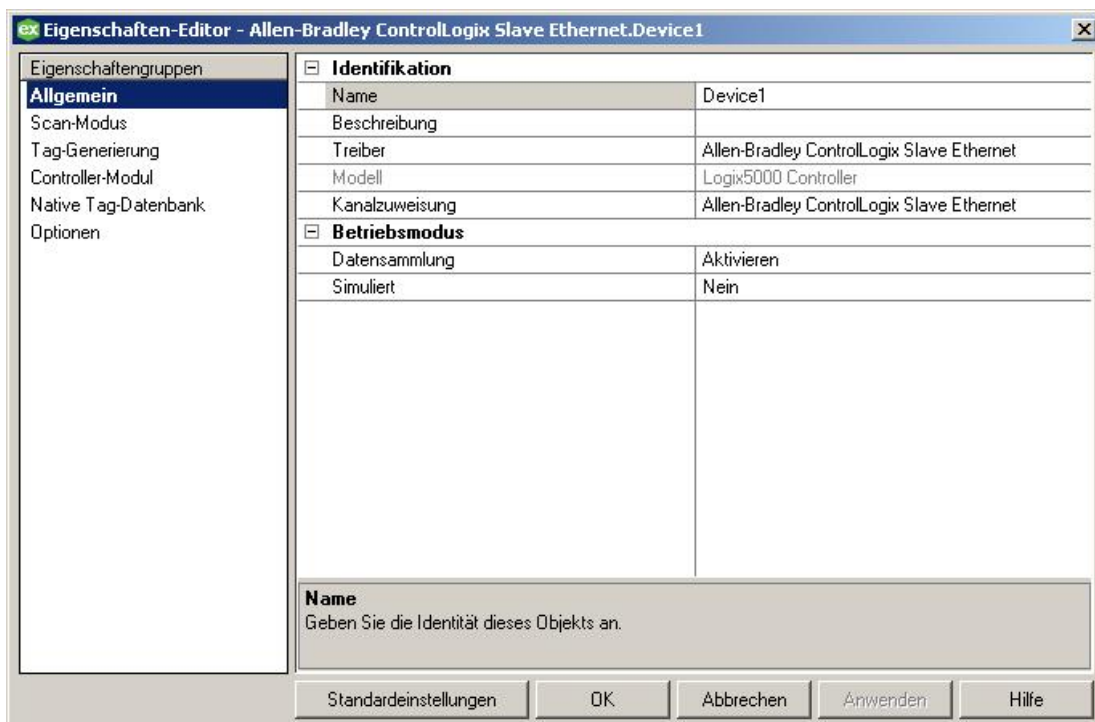 ex Eigenschaften-Editor - Allen-Bradley ControlLogix Slave Ethernet.Device1
Eigenschaftengruppen
Allgemein
Scan-Modus
Tag-Generierung
Controller-Modul
Native Tag-Datenbank
Optionen
Identifikation
Name Device1
Beschreibung
Treiber Allen-Bradley ControlLogix Slave Ethernet
Modell Logix5000 Controller
Kanalzuweisung Allen-Bradley ControlLogix Slave Ethernet
Betriebsmodus
Datensammlung Aktivieren
Simuliert Nein
Name
Geben Sie die Identität dieses Objekts an.
Standardeinstellungen OK Abbrechen Anwenden Hilfe